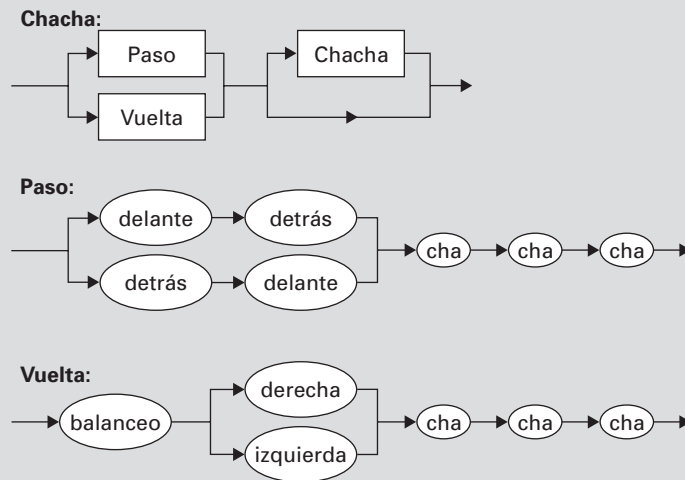 Chacha:
Paso Chacha
Vuelta
Paso:
delante detrás
cha cha cha
detrás delante
Vuelta:
derecha
balanceo cha cha cha
izquierda